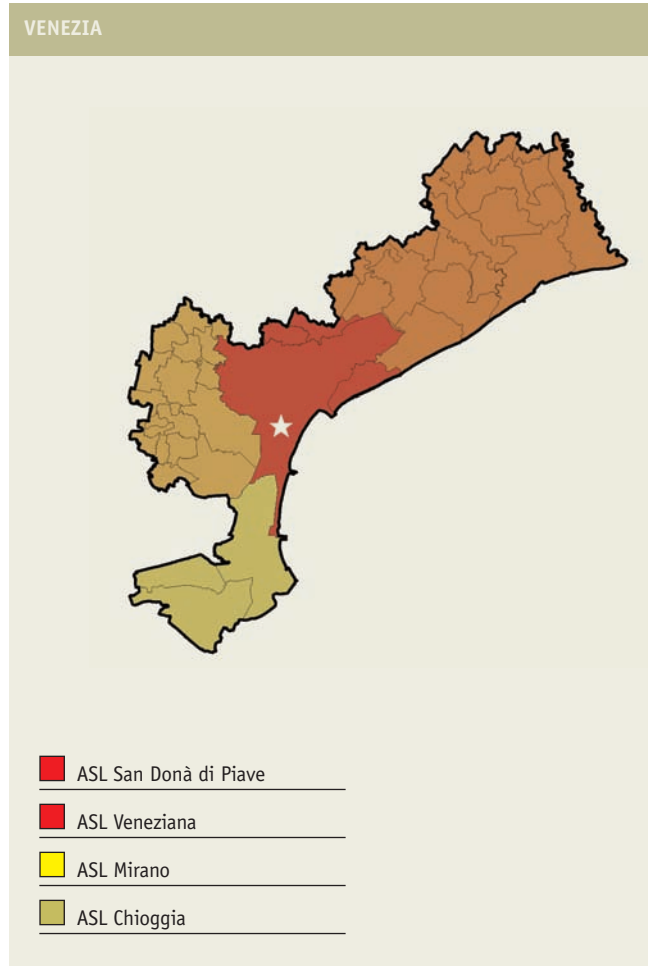 VENEZIA
ASL San Donà di Piave
ASL Veneziana
ASL Mirano
ASL Chioggia